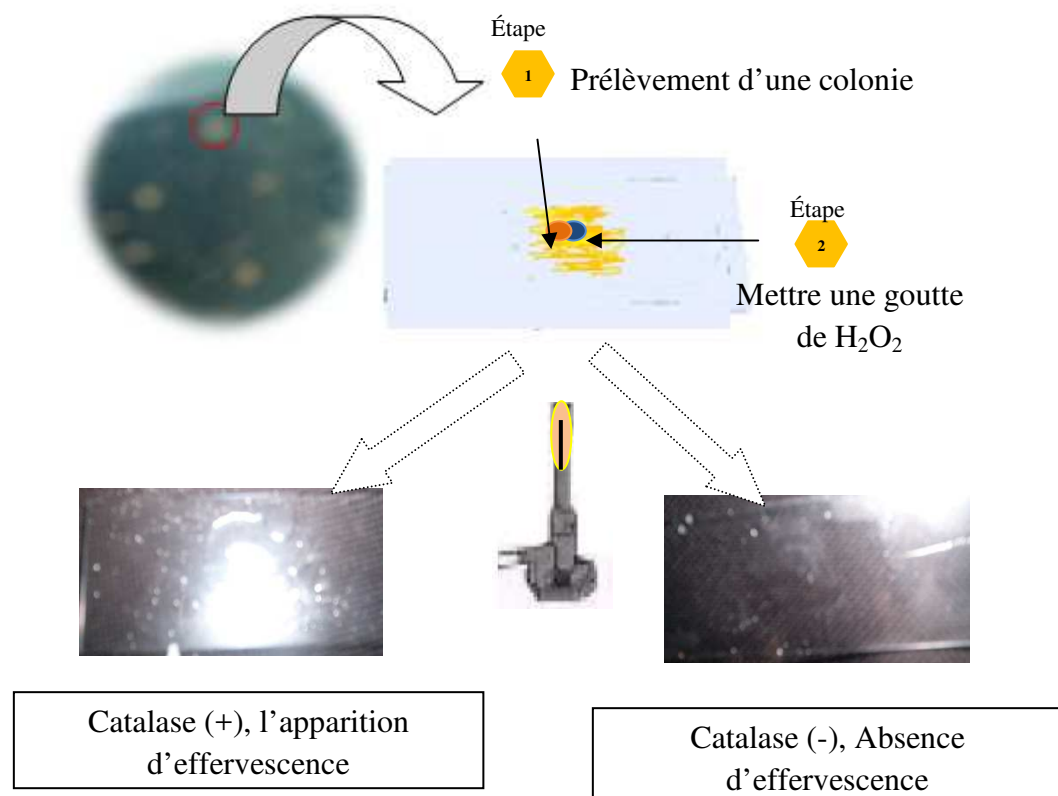 Étape
1
Prélèvement d'une colonie
Étape
2
Mettre une goutte
de H₂O₂
Catalase (+), l'apparition
d'effervescence
Catalase (-), Absence
d'effervescence